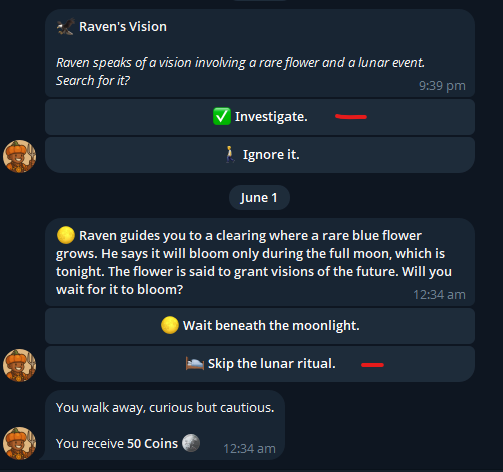 Raven's Vision
Raven speaks of a vision involving a rare flower and a lunar event.
Search for it?
9:39 pm
Investigate.
Ignore it.
June 1
Raven guides you to a clearing where a rare blue flower
grows. He says it will bloom only during the full moon, which is
tonight. The flower is said to grant visions of the future. Will you
wait for it to bloom?
12:34 am
Wait beneath the moonlight.
Skip the lunar ritual.
You walk away, curious but cautious.
You receive 50 Coins
12:34 am